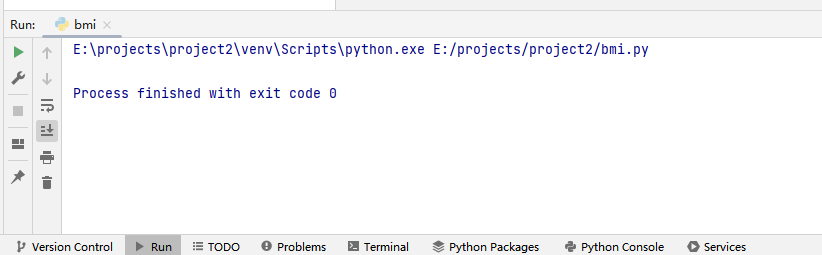 Run: bmi
E:\projects\project2\venv\Scripts\python.exe E:/projects/project2/bmi.py
Process finished with exit code 0
Version Control Run TODO Problems Terminal Python Packages Python Console Services